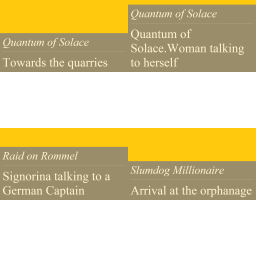 Quantum of Solace
Towards the quarries
Quantum of Solace
Quantum of
Solace.Woman talking
to herself
Raid on Rommel
Signorina talking to a
German Captain
Slumdog Millionaire
Arrival at the orphanage